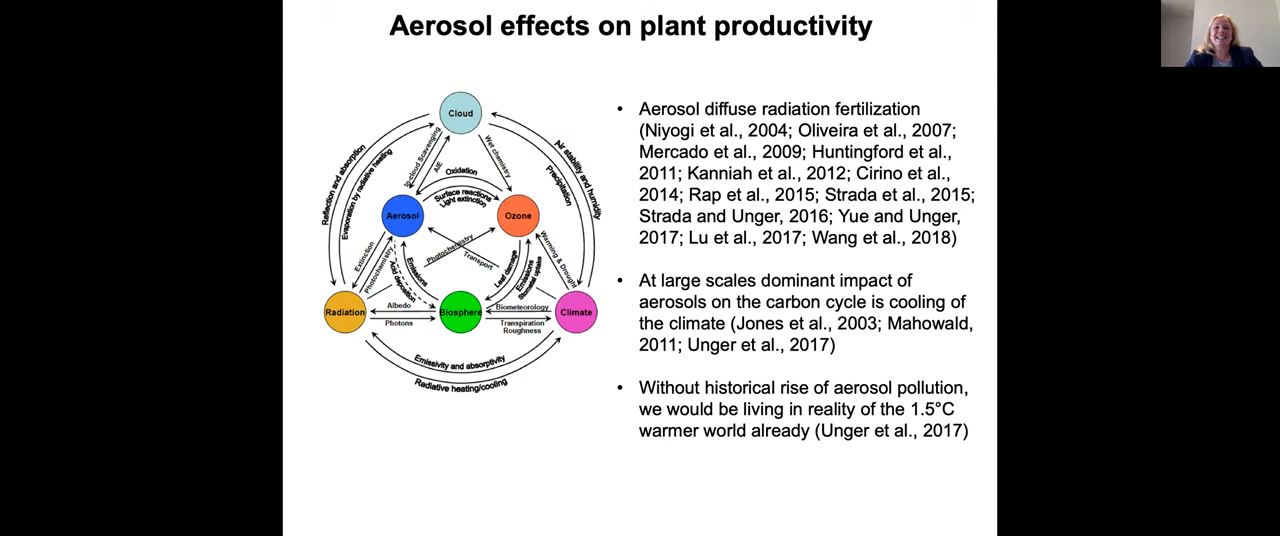 Aerosol effects on plant productivity
Cloud
Reflection and absorption
Evaporation by radiative heating
In-cloud Scavenging
AIE
Wet chemistry
Air stability and humidity
Precipitation
Oxidation
Surface reactions
Light extinction
Aerosol
Ozone
Extinction
Photochemistry
Acid deposition
Emissions
Photochemistry
Transport
Leaf damage
Emissions
Stomatal uptake
Warming & Drought
Radiation
Albedo
Photons
Biosphere
Biometeorology
Transpiration
Roughness
Climate
Emissivity and absorptivity
Radiative heating/cooling
• Aerosol diffuse radiation fertilization
(Niyogi et al., 2004; Oliveira et al., 2007;
Mercado et al., 2009; Huntingford et al.,
2011; Kanniah et al., 2012; Cirino et al.,
2014; Rap et al., 2015; Strada et al., 2015;
Strada and Unger, 2016; Yue and Unger,
2017; Lu et al., 2017; Wang et al., 2018)
• At large scales dominant impact of
aerosols on the carbon cycle is cooling of
the climate (Jones et al., 2003; Mahowald,
2011; Unger et al., 2017)
• Without historical rise of aerosol pollution,
we would be living in reality of the 1.5°C
warmer world already (Unger et al., 2017)